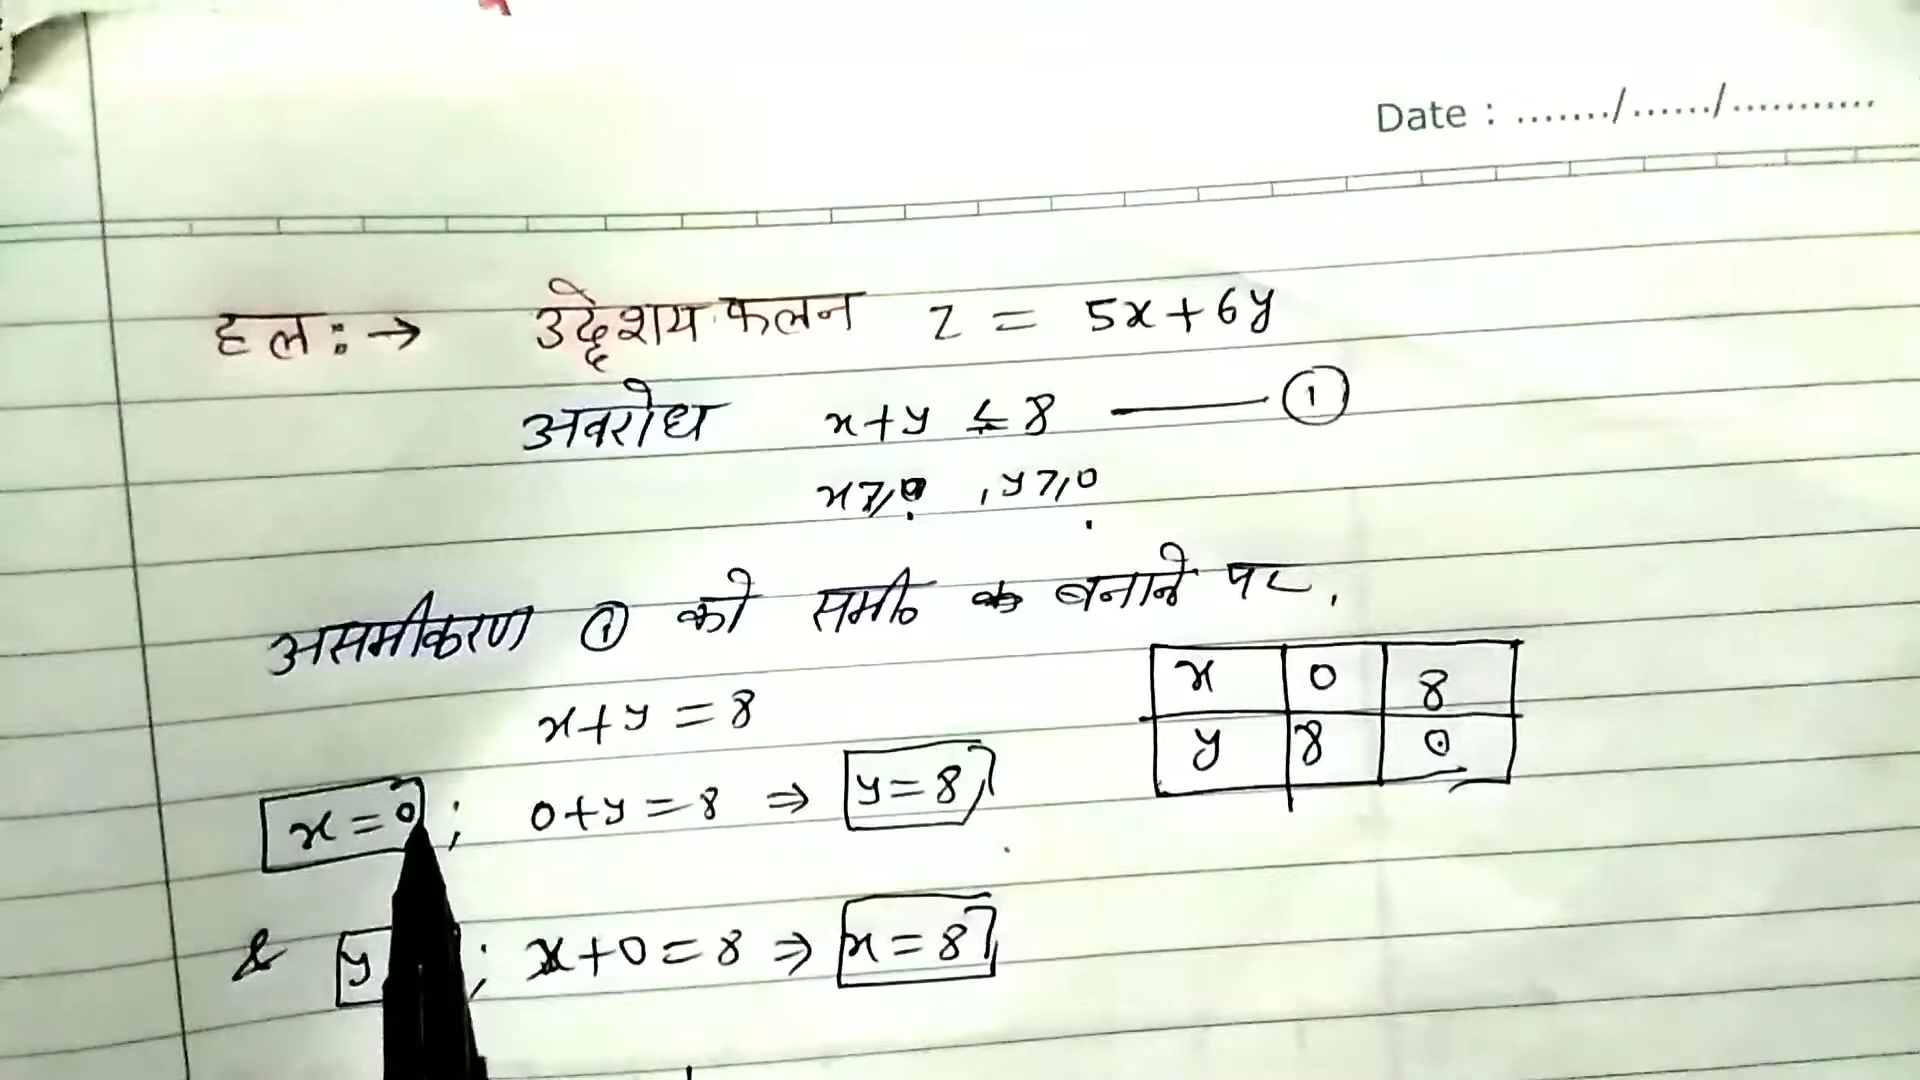 Date : ......./....../...........
हल :→ उद्देशय फलन Z = 5x+6y
अवरोध x+y ≤ 8 ——— ①
x≥0 , y≥0
असमीकरण ① को समी० बनाने पर,
x+y = 8
x 0 8
y 8 0
x=0 ; 0+y=8 ⇒ y=8
& y ; x+0=8 ⇒ x=8